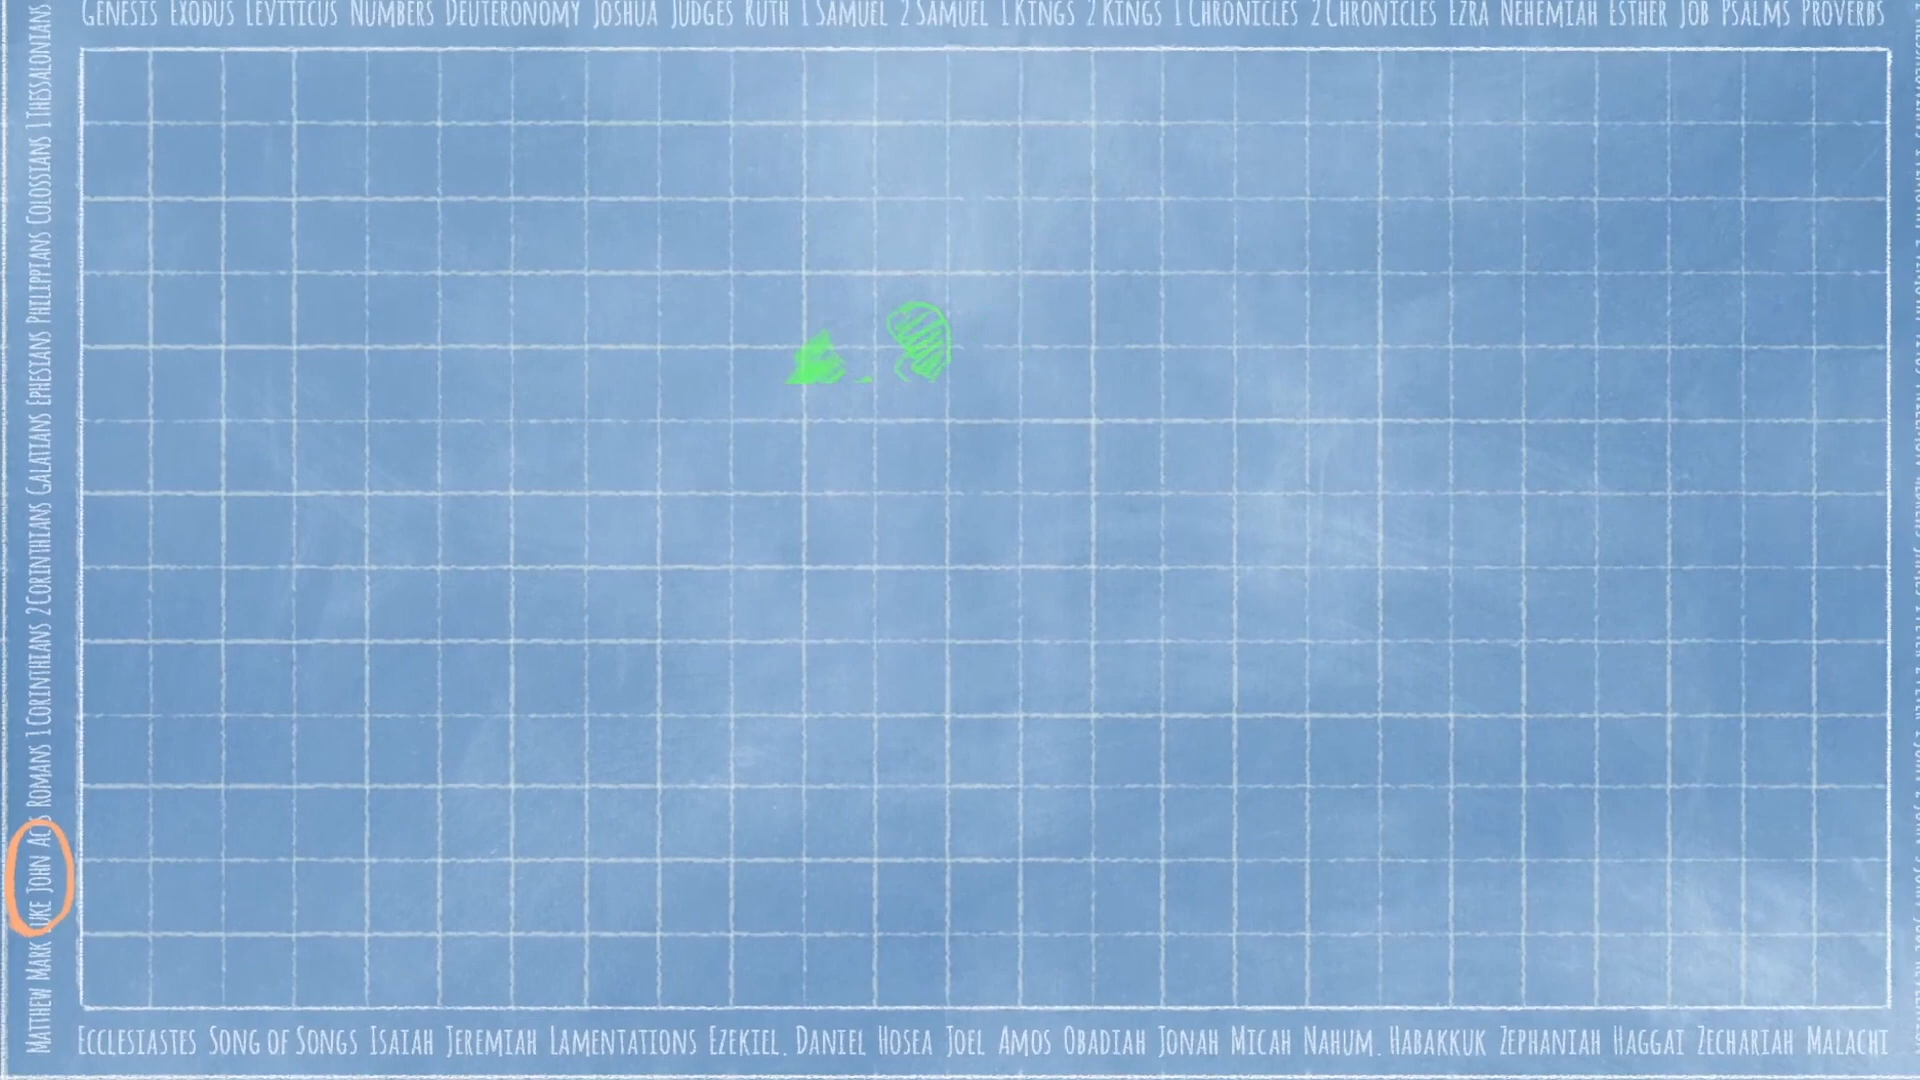 Genesis Exodus Leviticus Numbers Deuteronomy Joshua Judges Ruth 1 Samuel 2 Samuel 1 Kings 2 Kings 1 Chronicles 2 Chronicles Ezra Nehemiah Esther Job Psalms Proverbs
Matthew Mark John Romans 1 Corinthians 2 Corinthians Galatians Ephesians Philippians Colossians 1 Thessalonians
Ecclesiastes Song of Songs Isaiah Jeremiah Lamentations Ezekiel. Daniel Hosea Joel Amos Obadiah Jonah Micah Nahum. Habakkuk Zephaniah Haggai Zechariah Malachi